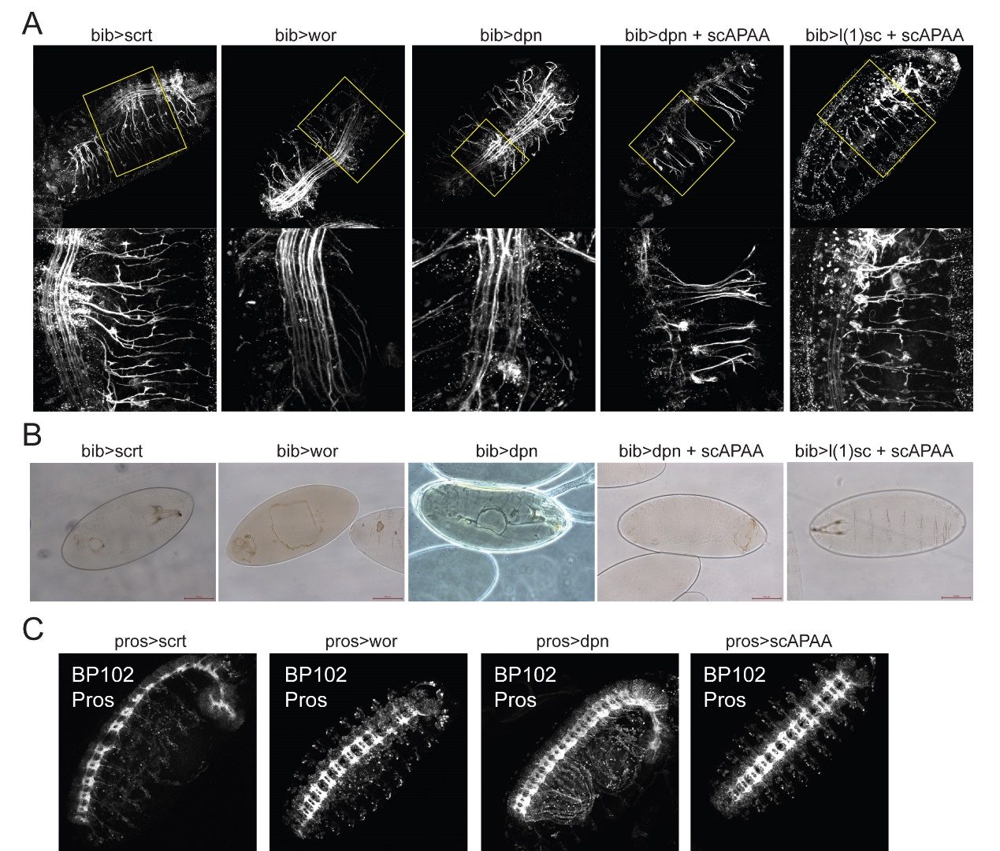 A
bib>scrt bib>wor bib>dpn bib>dpn + scAPAA bib>l(1)sc + scAPAA
B
bib>scrt bib>wor bib>dpn bib>dpn + scAPAA bib>l(1)sc + scAPAA
C
pros>scrt pros>wor pros>dpn pros>scAPAA
BP102 BP102 BP102 BP102
Pros Pros Pros Pros